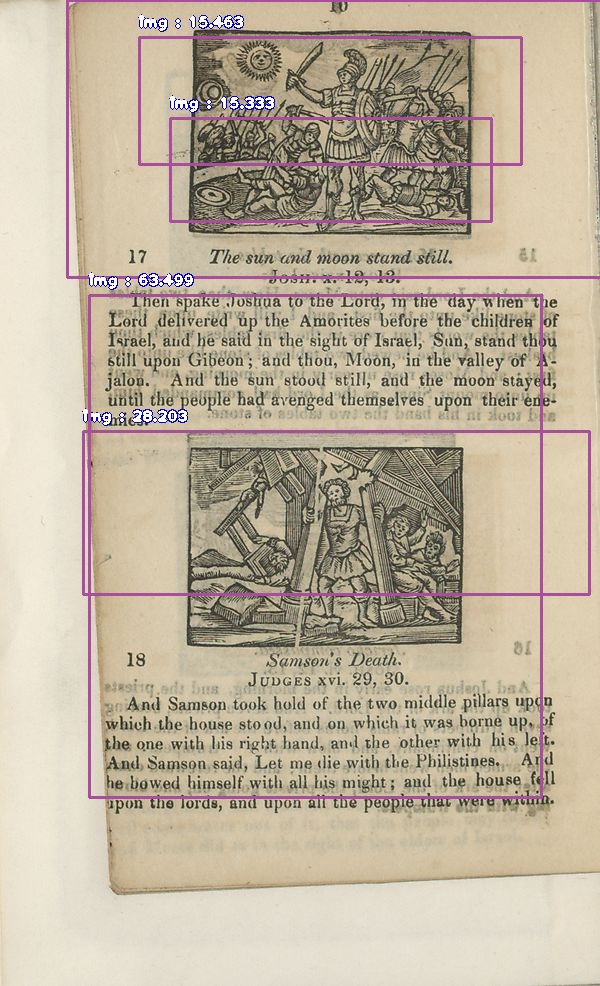 10
img : 15.463
img : 15.333
17 The sun and moon stand still.
JOSH. x. 12, 13.
img : 63.499
Then spake Joshua to the Lord, in the day when the
Lord delivered up the Amorites before the children of
Israel, and he said in the sight of Israel, Sun, stand thou
still upon Gibeon; and thou, Moon, in the valley of A-
jalon. And the sun stood still, and the moon stayed,
until the people had avenged themselves upon their ene-
mies.
img : 28.203
18 Samson's Death.
JUDGES xvi. 29, 30.
And Samson took hold of the two middle pillars upon
which the house stood, and on which it was borne up, of
the one with his right hand, and the other with his left.
And Samson said, Let me die with the Philistines. And
he bowed himself with all his might; and the house fell
upon the lords, and upon all the people that were within.